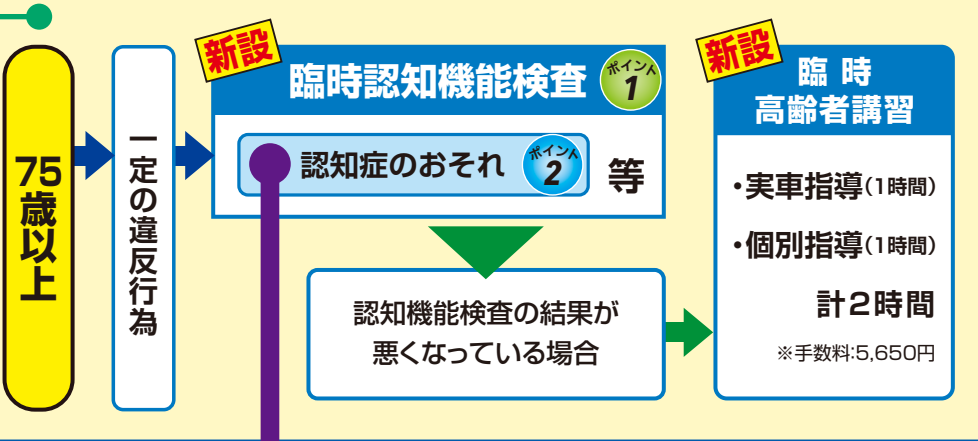 75歳以上
一定の違反行為
新設
臨時認知機能検査
ポイント
1
認知症のおそれ
ポイント
2
等
認知機能検査の結果が
悪くなっている場合
新設
臨時
高齢者講習
・実車指導(1時間)
・個別指導(1時間)
計2時間
※手数料:5,650円